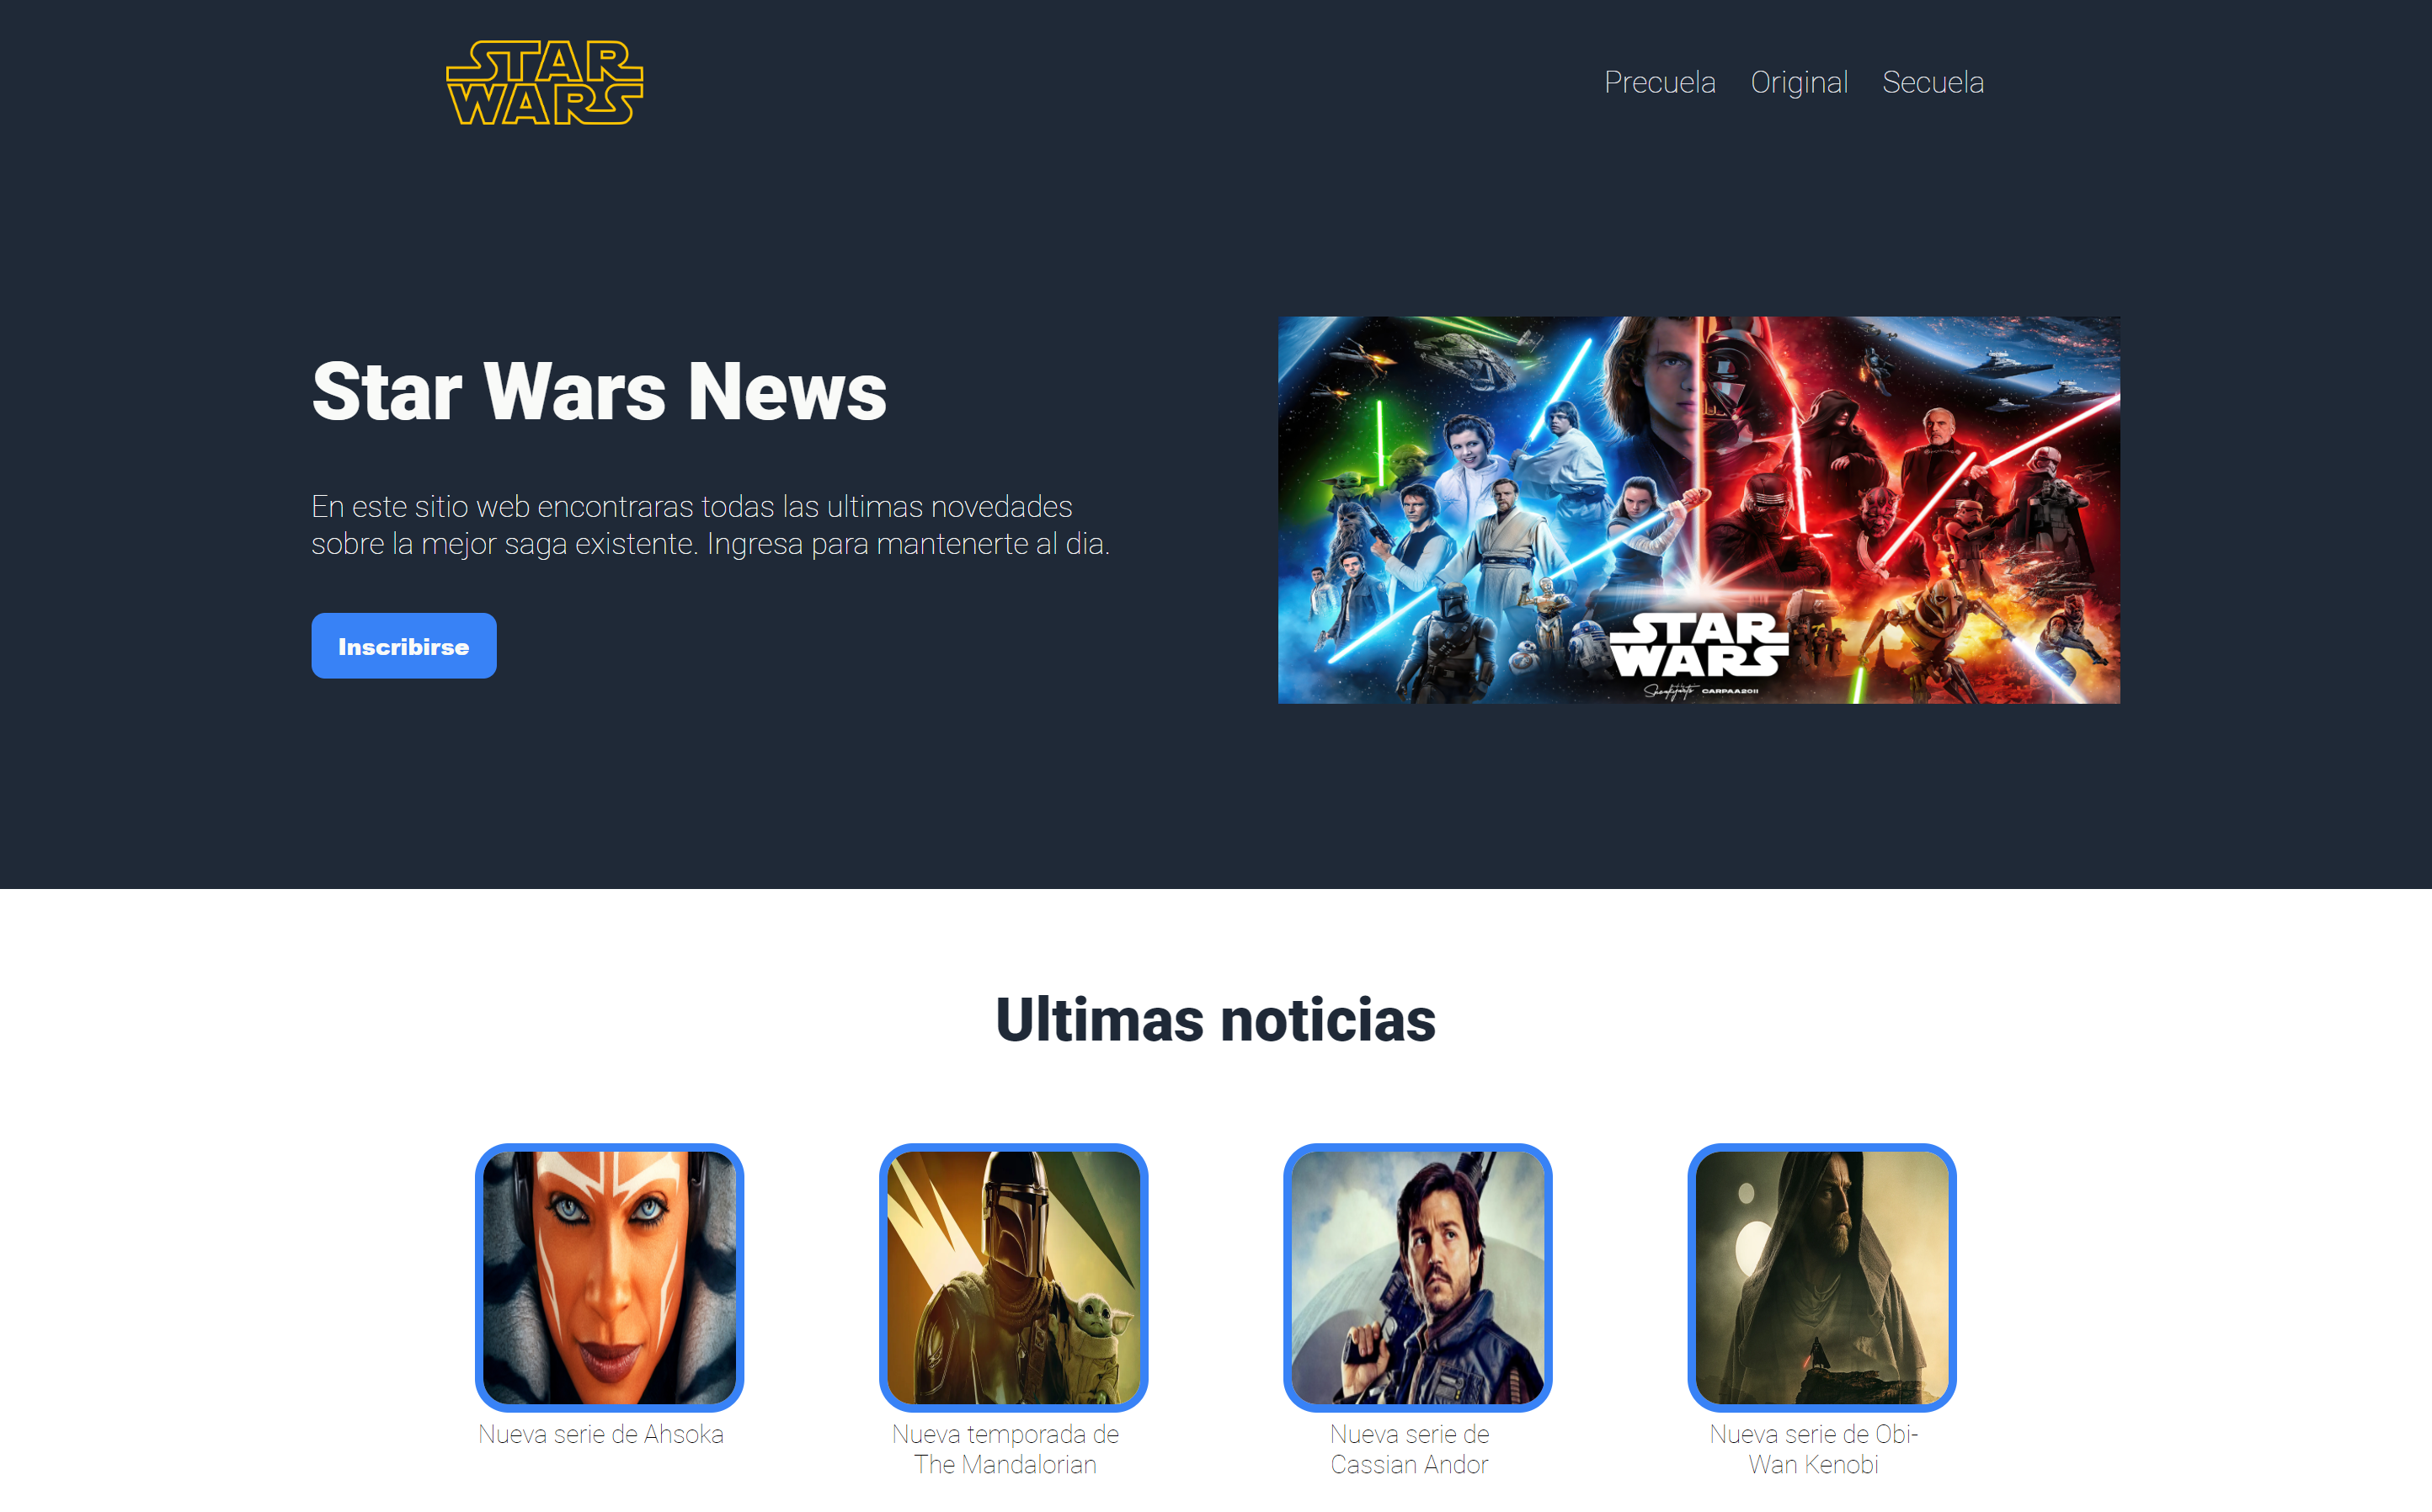 STAR
WARS
Precuela Original Secuela
Star Wars News
En este sitio web encontraras todas las ultimas novedades
sobre la mejor saga existente. Ingresa para mantenerte al dia.
Inscribirse
STAR
WARS
CARPAA2011
Ultimas noticias
Nueva serie de Ahsoka
Nueva temporada de
The Mandalorian
Nueva serie de
Cassian Andor
Nueva serie de Obi-
Wan Kenobi